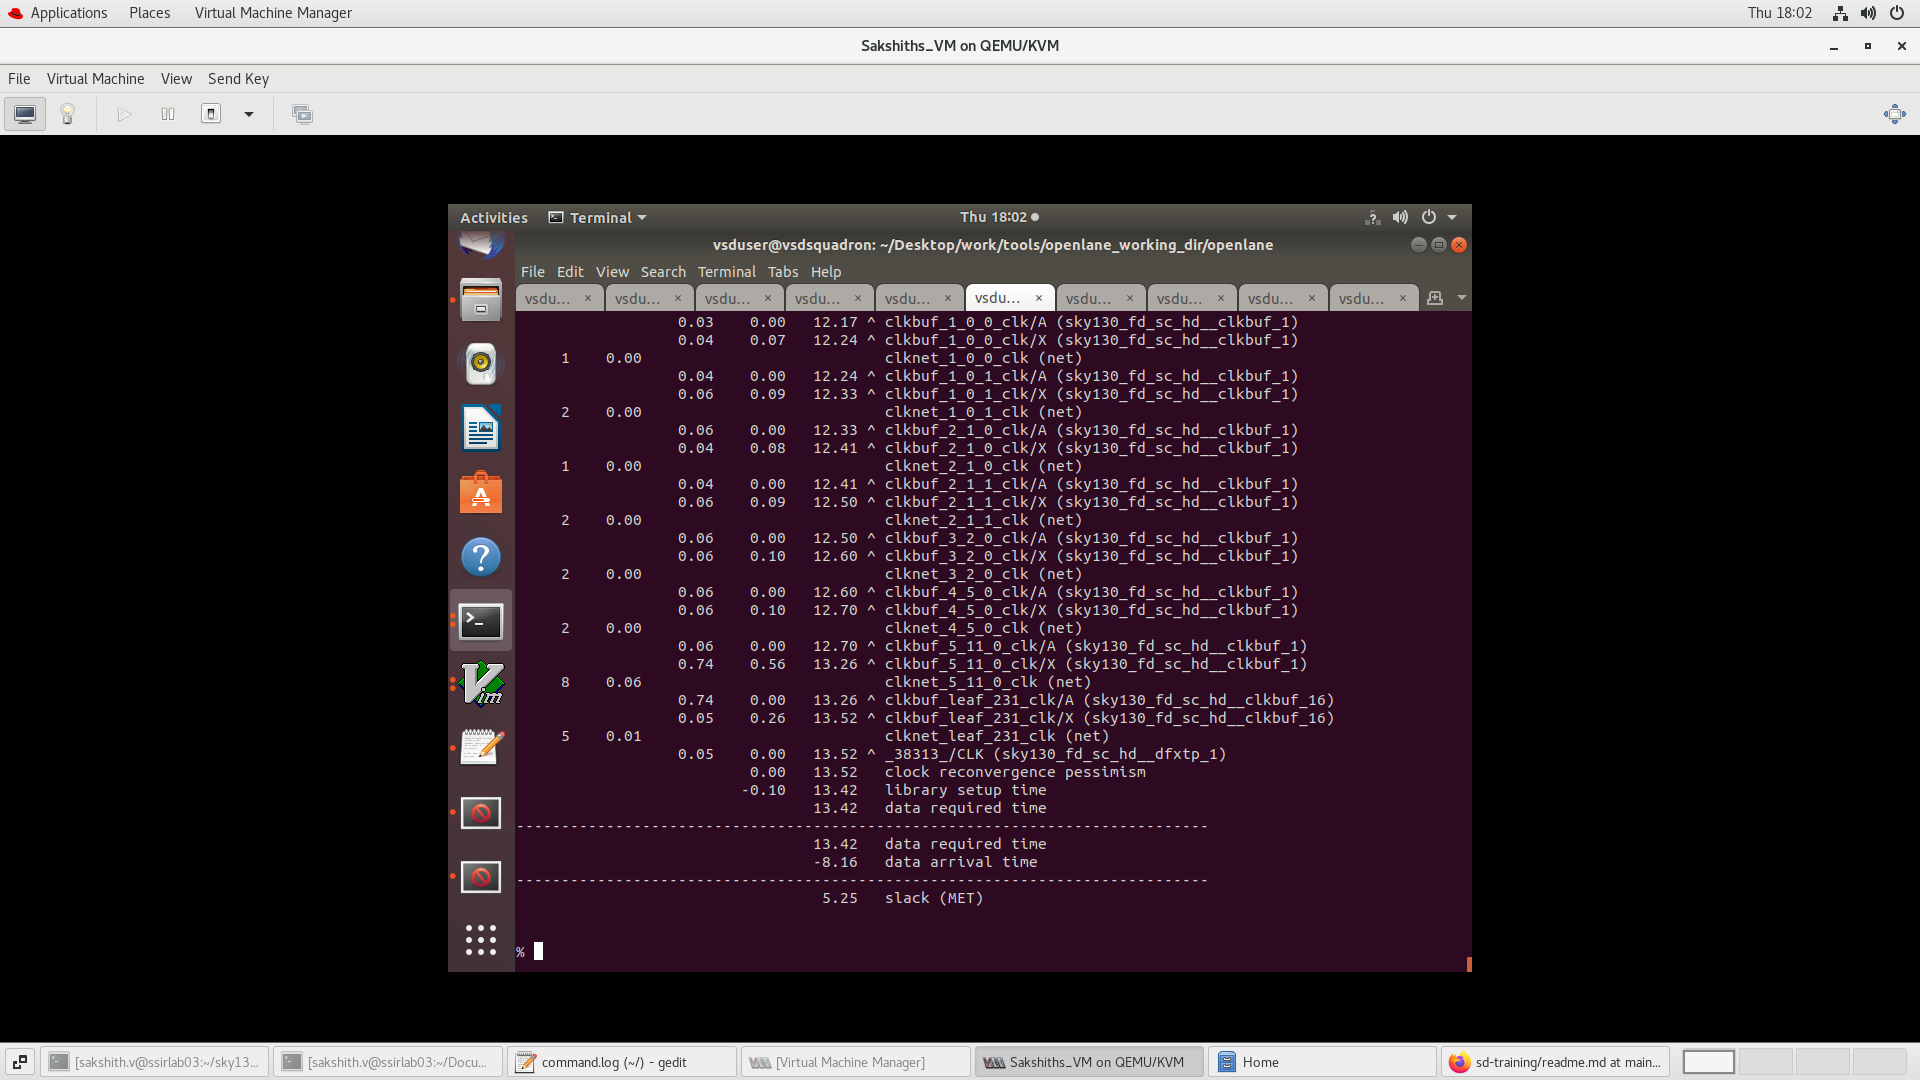 Applications Places Virtual Machine Manager Thu 18:02
Sakshiths_VM on QEMU/KVM
File Virtual Machine View Send Key
Activities Terminal Thu 18:02
vsduser@vsdsquadron: ~/Desktop/work/tools/openlane_working_dir/openlane
File Edit View Search Terminal Tabs Help
vsdu... × vsdu... × vsdu... × vsdu... × vsdu... × vsdu... × vsdu... × vsdu... × vsdu... × vsdu... ×
0.03 0.00 12.17 ^ clkbuf_1_0_0_clk/A (sky130_fd_sc_hd__clkbuf_1)
0.04 0.07 12.24 ^ clkbuf_1_0_0_clk/X (sky130_fd_sc_hd__clkbuf_1)
1 0.00 clknet_1_0_0_clk (net)
0.04 0.00 12.24 ^ clkbuf_1_0_1_clk/A (sky130_fd_sc_hd__clkbuf_1)
0.06 0.09 12.33 ^ clkbuf_1_0_1_clk/X (sky130_fd_sc_hd__clkbuf_1)
2 0.00 clknet_1_0_1_clk (net)
0.06 0.00 12.33 ^ clkbuf_2_1_0_clk/A (sky130_fd_sc_hd__clkbuf_1)
0.04 0.08 12.41 ^ clkbuf_2_1_0_clk/X (sky130_fd_sc_hd__clkbuf_1)
1 0.00 clknet_2_1_0_clk (net)
0.04 0.00 12.41 ^ clkbuf_2_1_1_clk/A (sky130_fd_sc_hd__clkbuf_1)
0.06 0.09 12.50 ^ clkbuf_2_1_1_clk/X (sky130_fd_sc_hd__clkbuf_1)
2 0.00 clknet_2_1_1_clk (net)
0.06 0.00 12.50 ^ clkbuf_3_2_0_clk/A (sky130_fd_sc_hd__clkbuf_1)
0.06 0.10 12.60 ^ clkbuf_3_2_0_clk/X (sky130_fd_sc_hd__clkbuf_1)
2 0.00 clknet_3_2_0_clk (net)
0.06 0.00 12.60 ^ clkbuf_4_5_0_clk/A (sky130_fd_sc_hd__clkbuf_1)
0.06 0.10 12.70 ^ clkbuf_4_5_0_clk/X (sky130_fd_sc_hd__clkbuf_1)
2 0.00 clknet_4_5_0_clk (net)
0.06 0.00 12.70 ^ clkbuf_5_11_0_clk/A (sky130_fd_sc_hd__clkbuf_1)
0.74 0.56 13.26 ^ clkbuf_5_11_0_clk/X (sky130_fd_sc_hd__clkbuf_1)
8 0.06 clknet_5_11_0_clk (net)
0.74 0.00 13.26 ^ clkbuf_leaf_231_clk/A (sky130_fd_sc_hd__clkbuf_16)
0.05 0.26 13.52 ^ clkbuf_leaf_231_clk/X (sky130_fd_sc_hd__clkbuf_16)
5 0.01 clknet_leaf_231_clk (net)
0.05 0.00 13.52 ^ _38313_/CLK (sky130_fd_sc_hd__dfxtp_1)
0.00 13.52 clock reconvergence pessimism
-0.10 13.42 library setup time
13.42 data required time
-----------------------------------------------------------------------------
13.42 data required time
-8.16 data arrival time
-----------------------------------------------------------------------------
5.25 slack (MET)
%
[sakshith.v@ssirlab03:~/sky13... [sakshith.v@ssirlab03:~/Docu... command.log (~/) - gedit [Virtual Machine Manager] Sakshiths_VM on QEMU/KVM Home sd-training/readme.md at main...